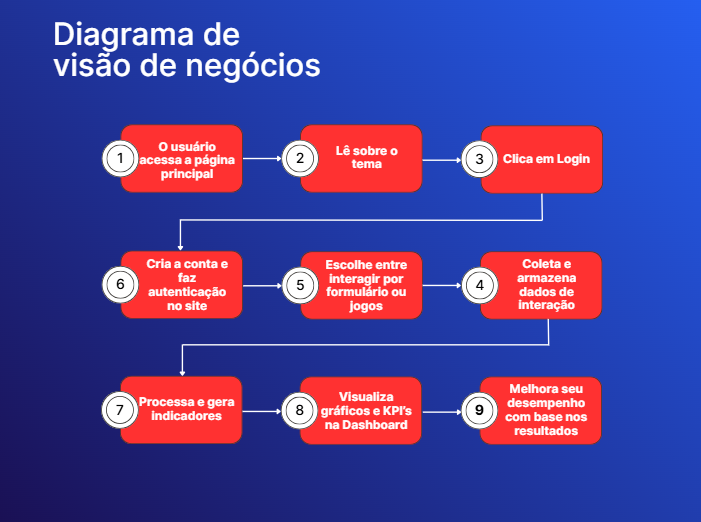 Diagrama de
visão de negócios
1
O usuário
acessa a página
principal
2
Lê sobre o
tema
3
Clica em Login
6
Cria a conta e
faz
autenticação
no site
5
Escolhe entre
interagir por
formulário ou
jogos
4
Coleta e
armazena
dados de
interação
7
Processa e gera
indicadores
8
Visualiza
gráficos e KPI's
na Dashboard
9
Melhora seu
desempenho
com base nos
resultados